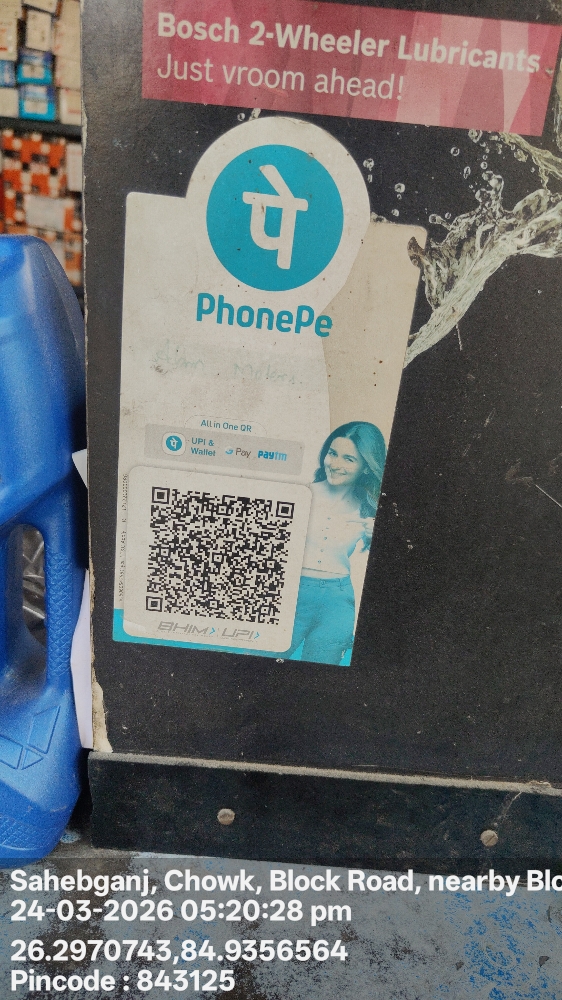 Bosch 2-Wheeler Lubricants
Just vroom ahead!
पे
PhonePe
All in One QR
पे UPI &
Wallet
Pay
paytm
BHIM UPI
Sahebganj, Chowk, Block Road, nearby Blo
24-03-2026 05:20:28 pm
26.2970743,84.9356564
Pincode : 843125